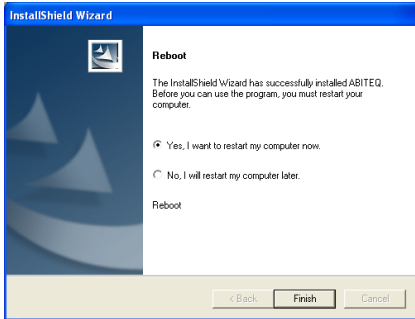 InstallShield Wizard
Reboot
The InstallShield Wizard has successfully installed ABITEQ.
Before you can use the program, you must restart your
computer.
Yes, I want to restart my computer now.
No, I will restart my computer later.
Reboot
< Back
Finish
Cancel